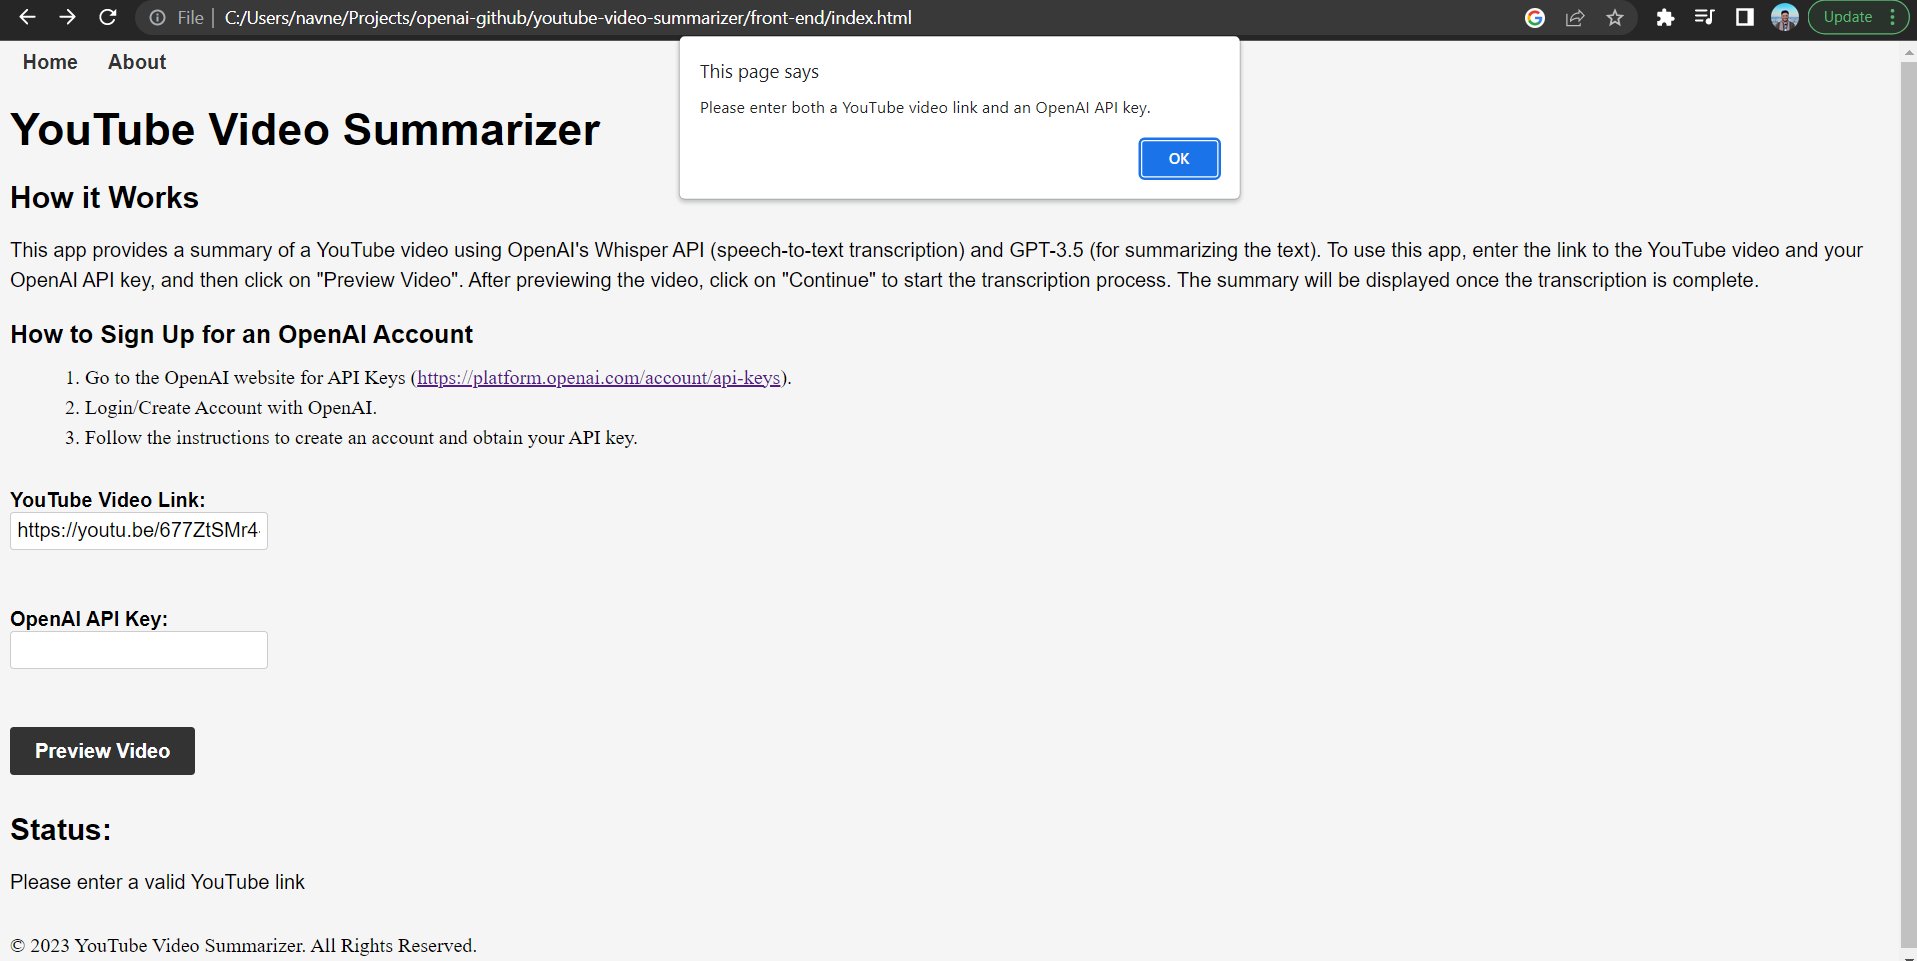 File | C:/Users/navne/Projects/openai-github/youtube-video-summarizer/front-end/index.html
Update
Home About
This page says
Please enter both a YouTube video link and an OpenAI API key.
OK
YouTube Video Summarizer
How it Works
This app provides a summary of a YouTube video using OpenAI's Whisper API (speech-to-text transcription) and GPT-3.5 (for summarizing the text). To use this app, enter the link to the YouTube video and your
OpenAI API key, and then click on "Preview Video". After previewing the video, click on "Continue" to start the transcription process. The summary will be displayed once the transcription is complete.
How to Sign Up for an OpenAI Account
1. Go to the OpenAI website for API Keys (https://platform.openai.com/account/api-keys).
2. Login/Create Account with OpenAI.
3. Follow the instructions to create an account and obtain your API key.
YouTube Video Link:
https://youtu.be/677ZtSMr4
OpenAI API Key:
Preview Video
Status:
Please enter a valid YouTube link
© 2023 YouTube Video Summarizer. All Rights Reserved.